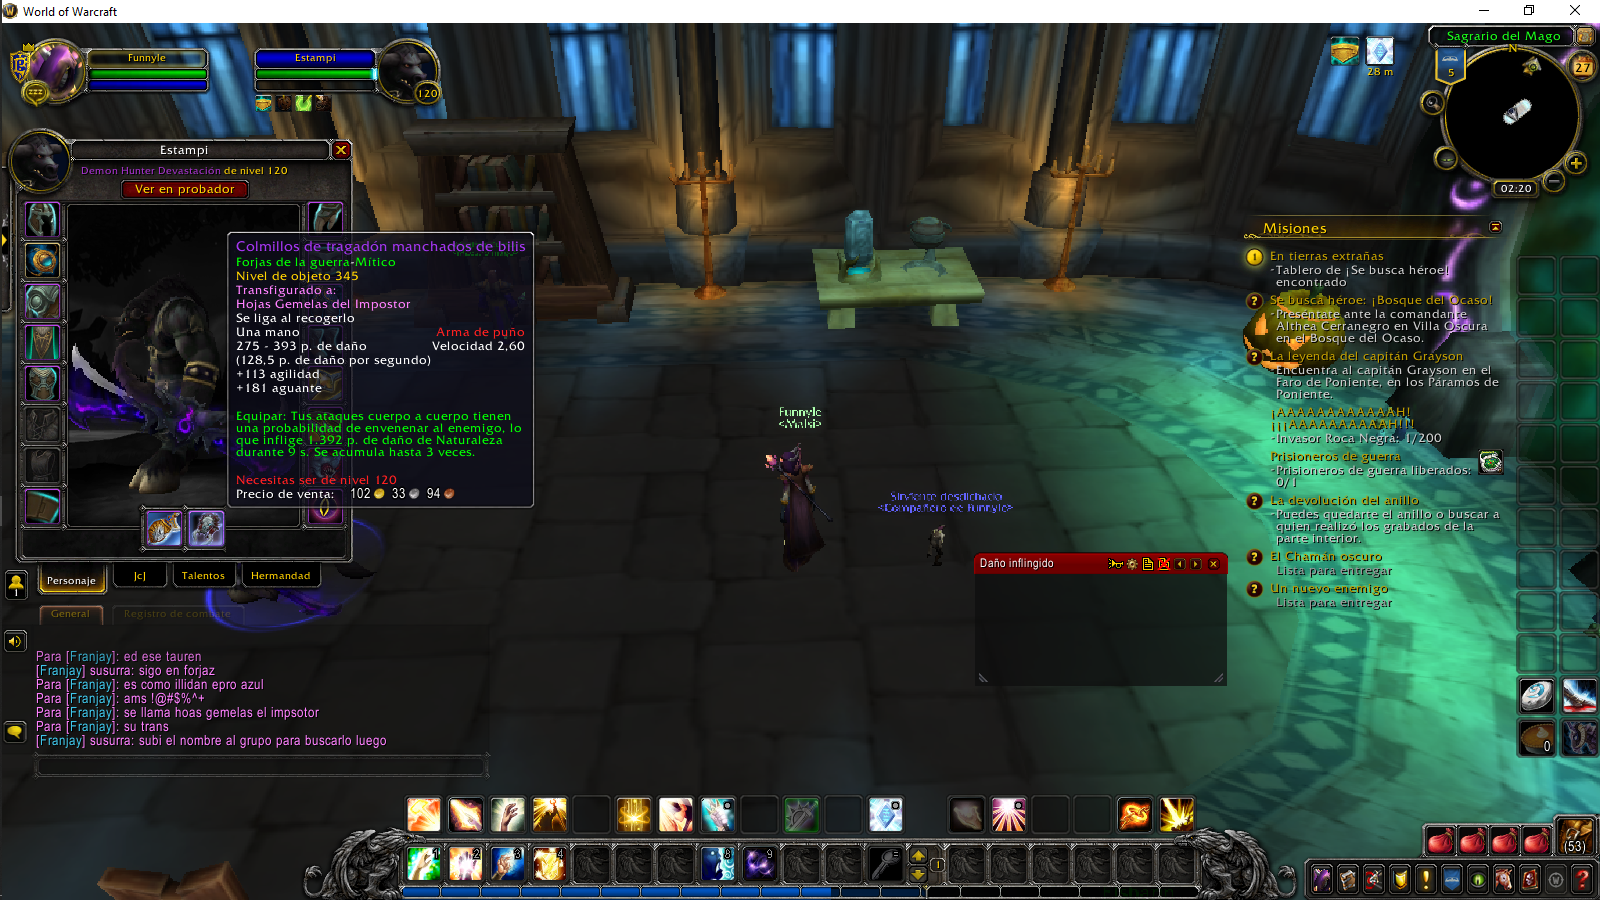 World of Warcraft
Funnyle
Estampi
120
Sagrario del Mago
N
27
5
28 m
02:20
Estampi
Demon Hunter Devastación de nivel 120
Ver en probador
Colmillos de tragadón manchados de bilis
Forjas de la guerra-Mítico
Nivel de objeto 345
Transfigurado a:
Hojas Gemelas del Impostor
Se liga al recogerlo
Una mano Arma de puño
275 - 393 p. de daño Velocidad 2,60
(128,5 p. de daño por segundo)
+113 agilidad
+181 aguante
Equipar: Tus ataques cuerpo a cuerpo tienen
una probabilidad de envenenar al enemigo, lo
que inflige 1.392 p. de daño de Naturaleza
durante 9 s. Se acumula hasta 3 veces.
Necesitas ser de nivel 120
Precio de venta: 102 33 94
Personaje
JcJ
Talentos
Hermandad
1
General
Registro de combate
Para [Franjay]: ed ese tauren
[Franjay] susurra: sigo en forjaz
Para [Franjay]: es como illidan epro azul
Para [Franjay]: ams !@#$%^+
Para [Franjay]: se llama hoas gemelas el impsotor
Para [Franjay]: su trans
[Franjay] susurra: subi el nombre al grupo para buscarlo luego
Funnyle
<Malsi>
<Compañero de Funnyle>
Daño inflingido
Misiones
En tierras extrañas
-Tablero de ¡Se busca héroe!
encontrado
Se busca héroe: ¡Bosque del Ocaso!
-Preséntate ante la comandante
Althea Cerranegro en Villa Oscura
en el Bosque del Ocaso.
La leyenda del capitán Grayson
-Encuentra al capitán Grayson en el
Faro de Poniente, en los Páramos de
Poniente.
¡AAAAAAAAAAAAH!
¡¡¡AAAAAAAAAAH!!!
-Invasor Roca Negra: 1/200
Prisioneros de guerra
-Prisioneros de guerra liberados:
0/1
La devolución del anillo
-Puedes quedarte el anillo o buscar a
quien realizó los grabados de la
parte interior.
El Chamán oscuro
Lista para entregar
Un nuevo enemigo
Lista para entregar
0
1
2
3
4
8
9
=
1
(53)